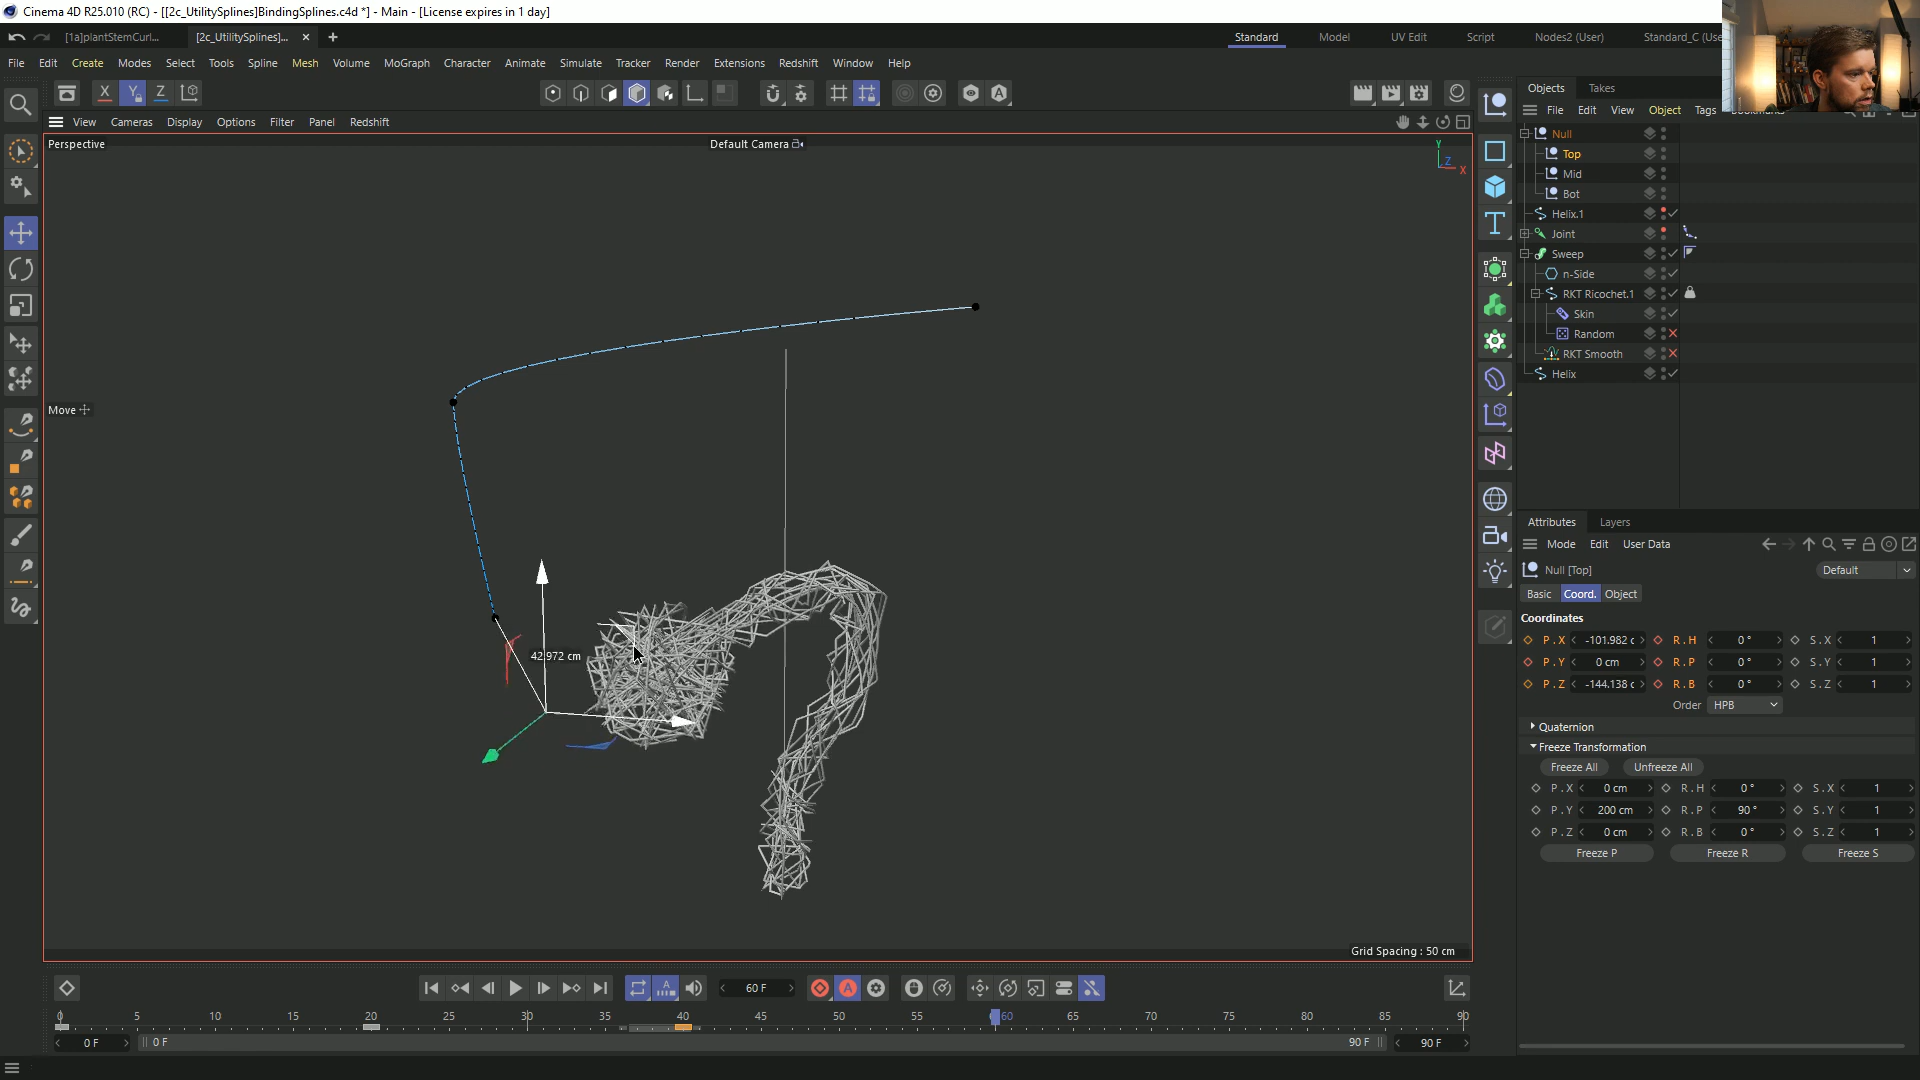 Cinema 4D R25.010 (RC) - [[2c_UtilitySplines]BindingSplines.c4d *] - Main - [License expires in 1 day]
[1a]plantStemCurl... [2c_UtilitySplines]... × +
Standard Model UV Edit Script Nodes2 (User) Standard_C (Use
File Edit Create Modes Select Tools Spline Mesh Volume MoGraph Character Animate Simulate Tracker Render Extensions Redshift Window Help
X Y Z
View Cameras Display Options Filter Panel Redshift
Perspective
Default Camera
Y
Z
X
Move
42.972 cm
Grid Spacing : 50 cm
Objects Takes
File Edit View Object Tags
Null
Top
Mid
Bot
Helix.1
Joint
Sweep
n-Side
RKT Ricochet.1
Skin
Random
RKT Smooth
Helix
Attributes Layers
Mode Edit User Data
Null [Top]
Default
Basic Coord. Object
Coordinates
P.X -101.982 c R.H 0° S.X 1
P.Y 0 cm R.P 0° S.Y 1
P.Z -144.138 c R.B 0° S.Z 1
Order HPB
Quaternion
Freeze Transformation
Freeze All Unfreeze All
P.X 0 cm R.H 0° S.X 1
P.Y 200 cm R.P 90° S.Y 1
P.Z 0 cm R.B 0° S.Z 1
Freeze P Freeze R Freeze S
60 F
0 5 10 15 20 25 30 35 40 45 50 55 60 65 70 75 80 85 90
0 F 0 F 90 F 90 F